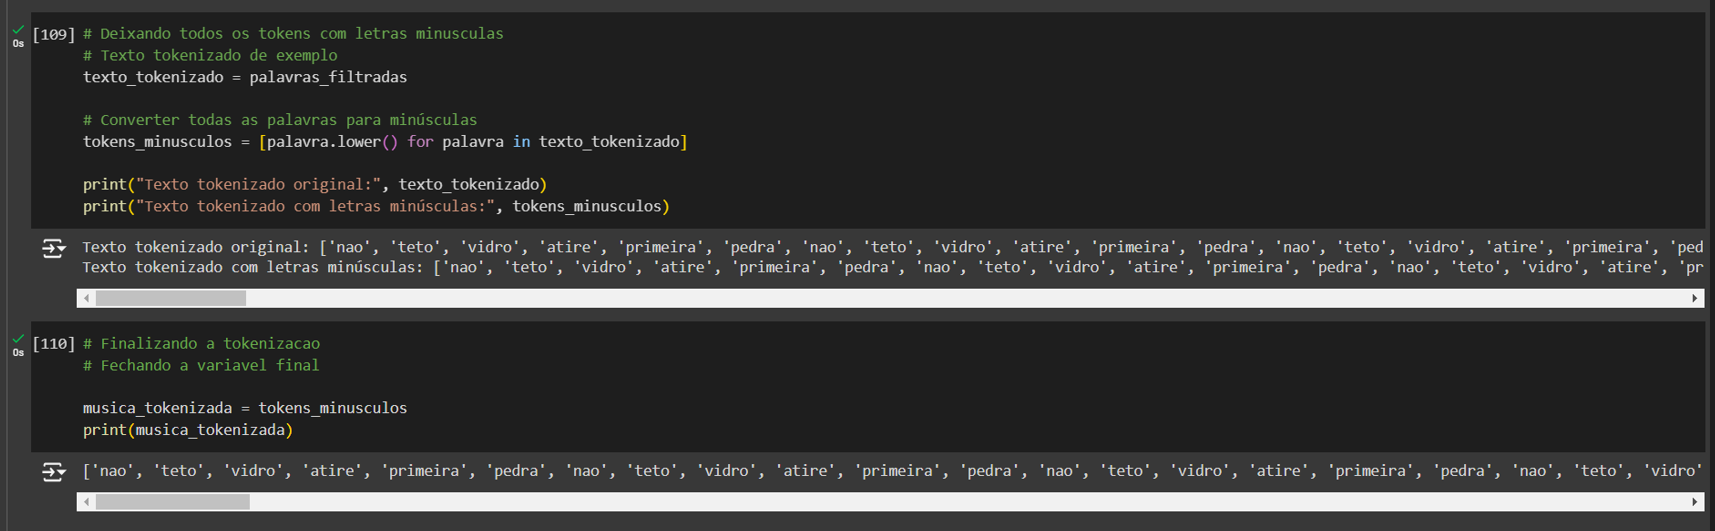 [109] # Deixando todos os tokens com letras minusculas
0s
# Texto tokenizado de exemplo
texto_tokenizado = palavras_filtradas
# Converter todas as palavras para minúsculas
tokens_minusculos = [palavra.lower() for palavra in texto_tokenizado]
print("Texto tokenizado original:", texto_tokenizado)
print("Texto tokenizado com letras minúsculas:", tokens_minusculos)
Texto tokenizado original: ['nao', 'teto', 'vidro', 'atire', 'primeira', 'pedra', 'nao', 'teto', 'vidro', 'atire', 'primeira', 'pedra', 'nao', 'teto', 'vidro', 'atire', 'primeira', 'ped
Texto tokenizado com letras minúsculas: ['nao', 'teto', 'vidro', 'atire', 'primeira', 'pedra', 'nao', 'teto', 'vidro', 'atire', 'primeira', 'pedra', 'nao', 'teto', 'vidro', 'atire', 'pr
[110] # Finalizando a tokenizacao
0s
# Fechando a variavel final
musica_tokenizada = tokens_minusculos
print(musica_tokenizada)
['nao', 'teto', 'vidro', 'atire', 'primeira', 'pedra', 'nao', 'teto', 'vidro', 'atire', 'primeira', 'pedra', 'nao', 'teto', 'vidro', 'atire', 'primeira', 'pedra', 'nao', 'teto', 'vidro'